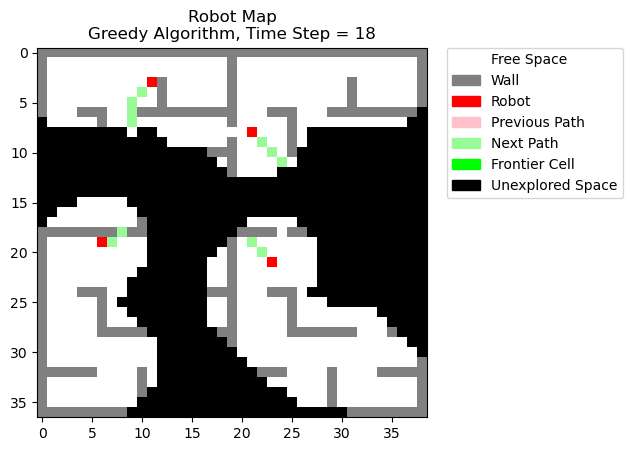 Robot Map
Greedy Algorithm, Time Step = 18
0
5
10
15
20
25
30
35
0
5
10
15
20
25
30
35
Free Space
Wall
Robot
Previous Path
Next Path
Frontier Cell
Unexplored Space